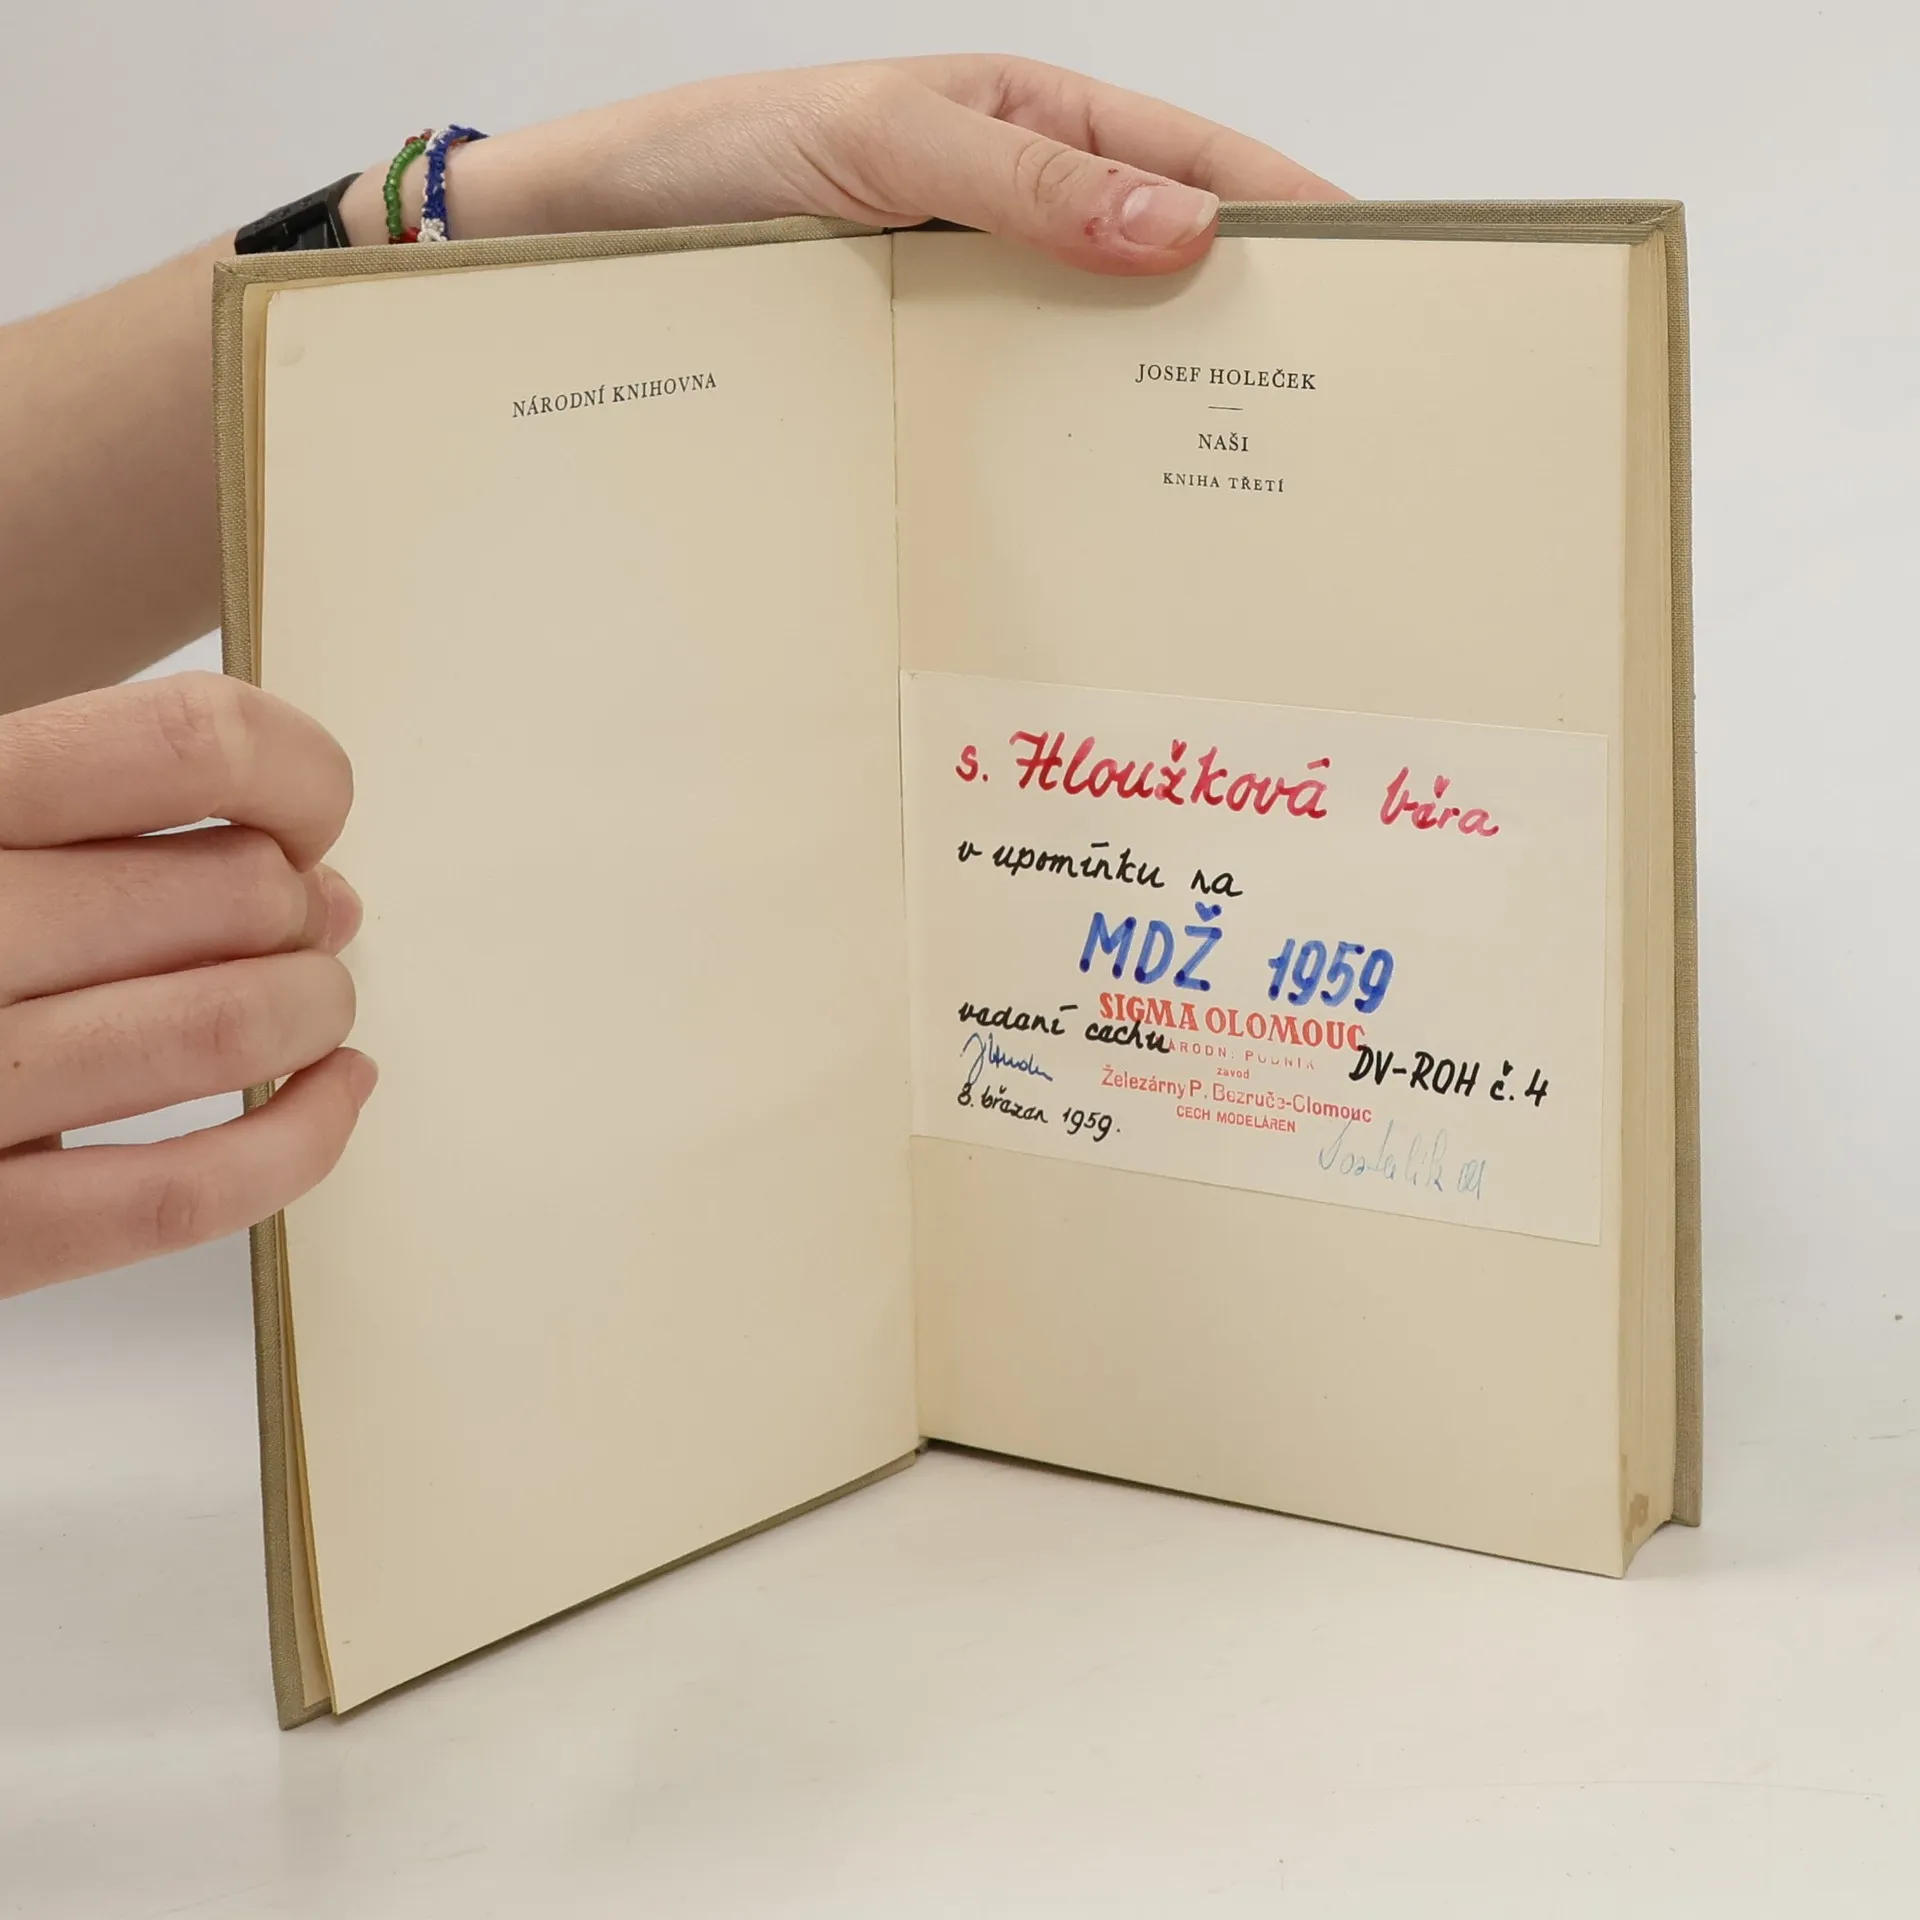 NÁRODNÍ KNIHOVNA
JOSEF HOLEČEK
NAŠI
KNIHA TŘETÍ
s. Hloužková Věra
v upomínku na
MDŽ 1959
vedení cechu DV-ROH č. 4
SIGMA OLOMOUC
NÁRODNÍ PODNIK
závod
Železárny P. Bezruče-Olomouc
CECH MODELÁREN
8. březen 1959.